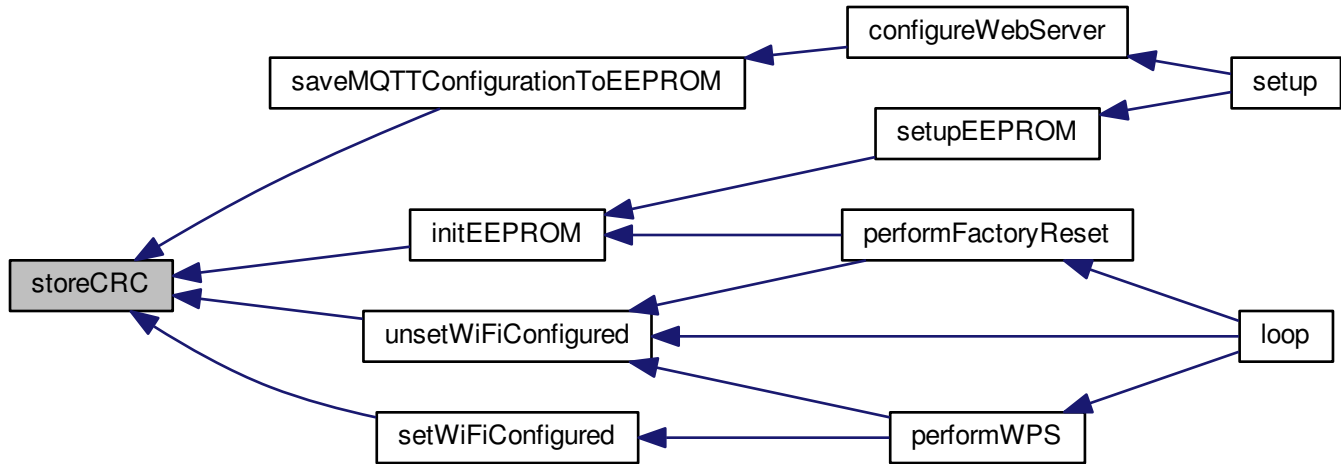 configureWebServer
saveMQTTConfigurationToEEPROM
setup
setupEEPROM
initEEPROM
performFactoryReset
storeCRC
unsetWiFiConfigured
loop
setWiFiConfigured
performWPS